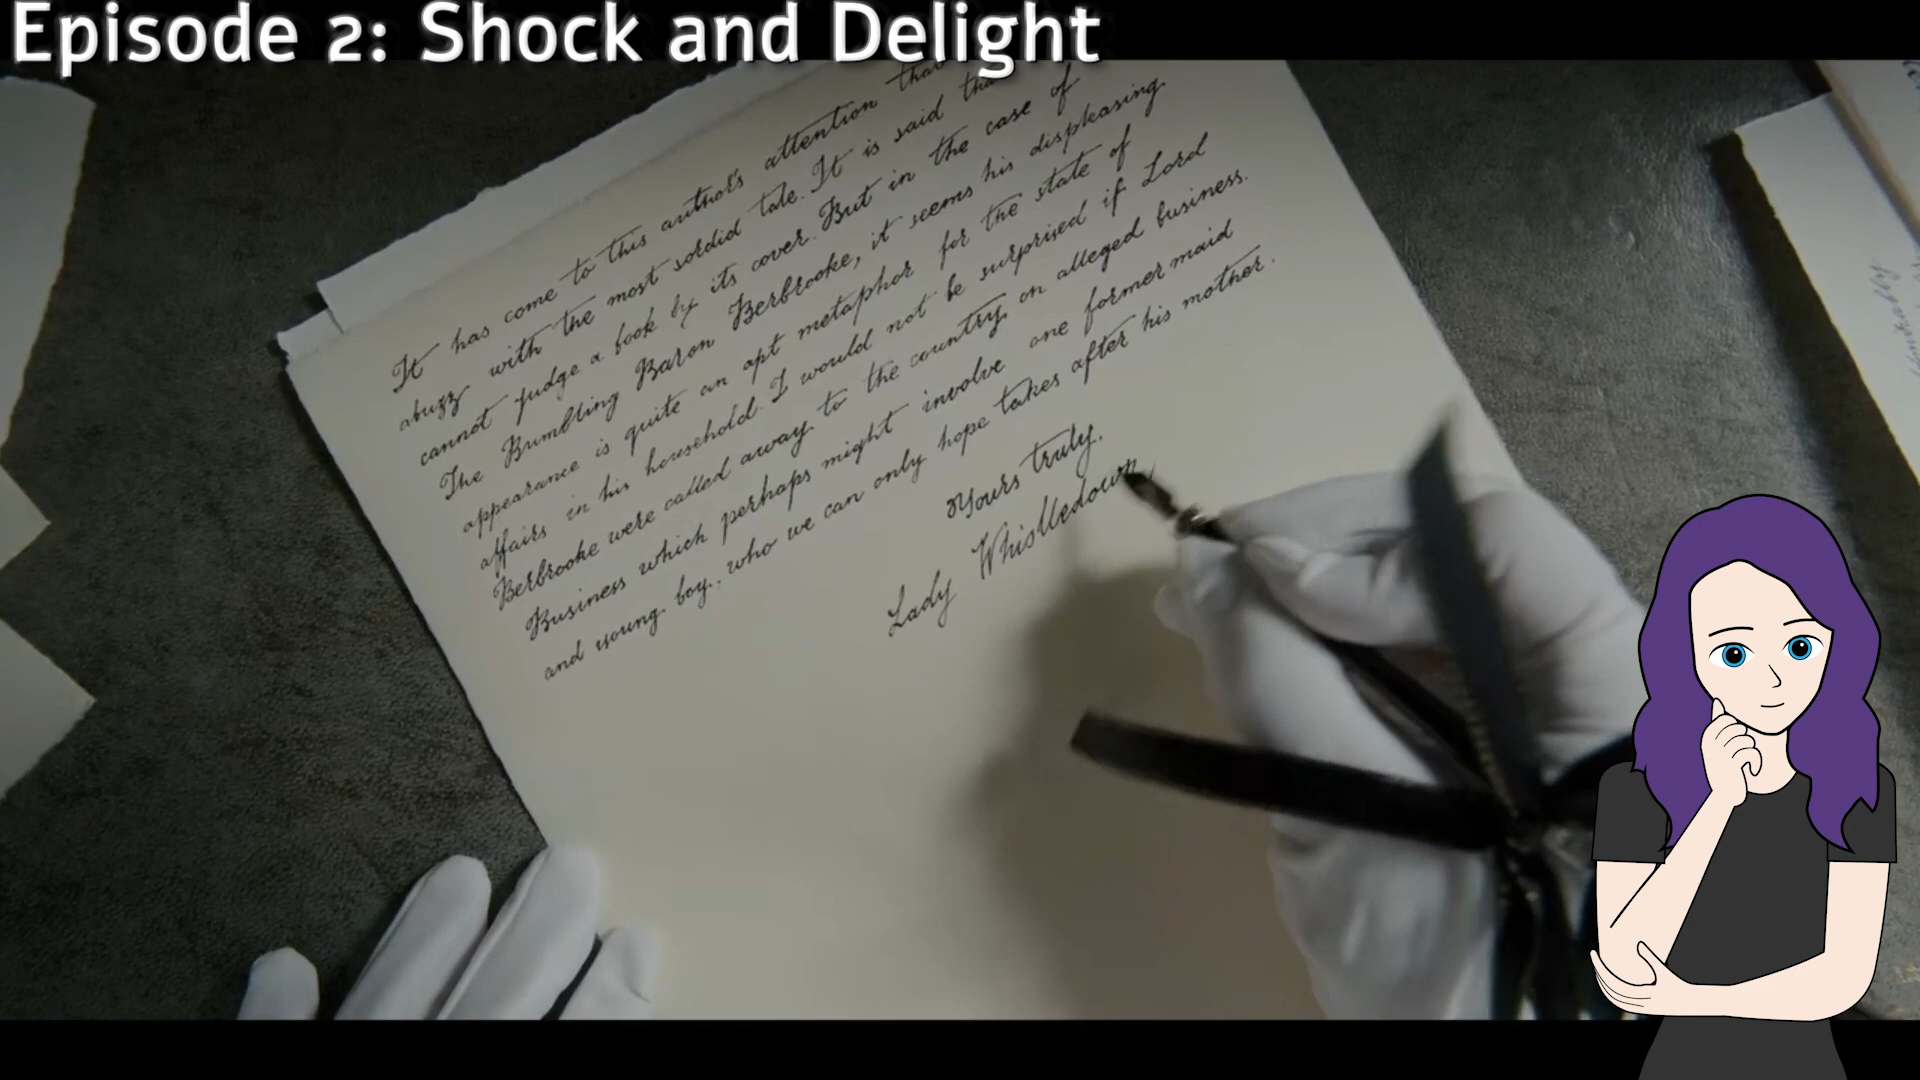 Episode 2: Shock and Delight
It has come to this author's attention that
abuzz with the most sordid tale. It is said that
cannot judge a book by its cover. But in the case of
The Bumbling Baron Berbrooke, it seems his displeasing
appearance is quite an apt metaphor for the state of
affairs in his household. I would not be surprised if Lord
Berbrooke were called away to the country on alleged business.
Business which perhaps might involve one former maid
and young boy, who we can only hope takes after his mother.
Yours truly,
Lady Whistledown